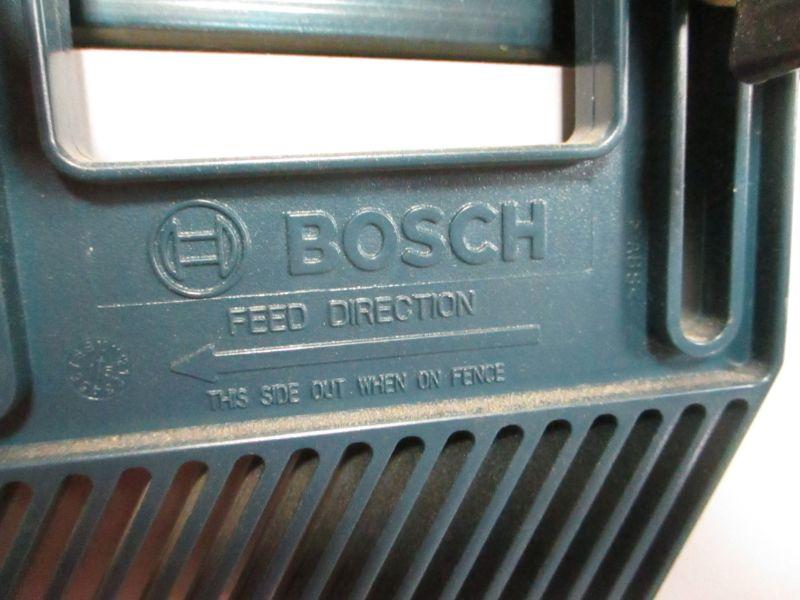 BOSCH
FEED DIRECTION
THIS SIDE OUT WHEN ON FENCE